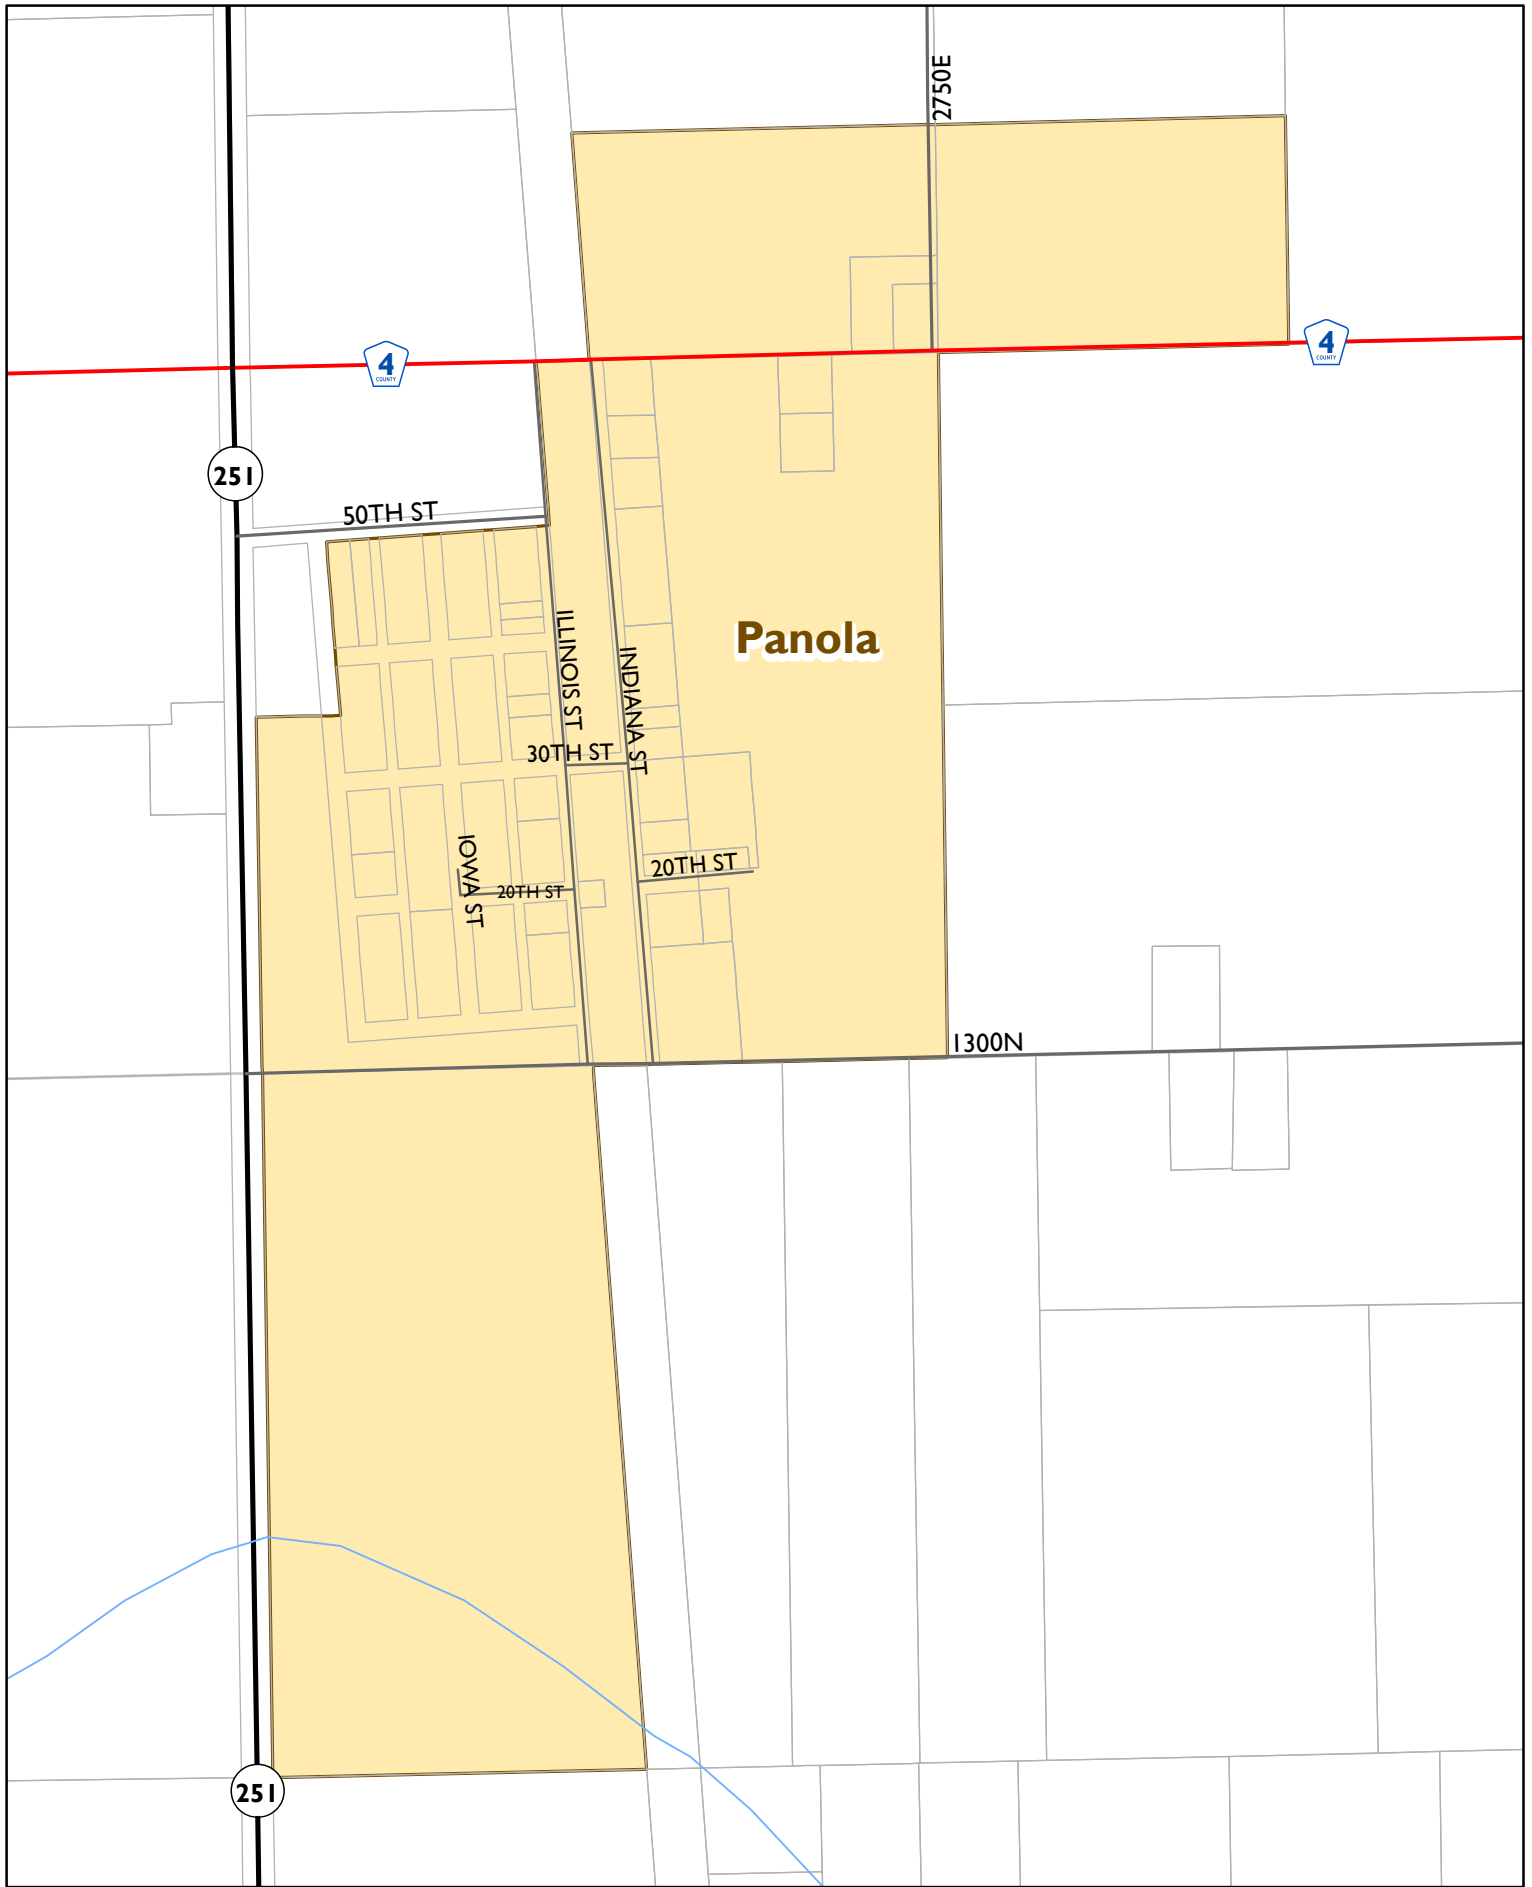 2750E
4
COUNTY
4
COUNTY
251
50TH ST
ILLINOIS ST
INDIANA ST
Panola
30TH ST
IOWA ST
20TH ST
20TH ST
1300N
251